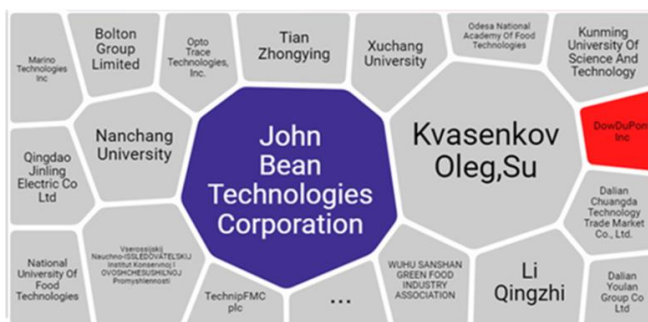 Marino
Technologies
Inc
Bolton
Group
Limited
Opto
Trace
Technologies,
Inc.
Tian
Zhongying
Xuchang
University
Odesa National
Academy Of Food
Technologies
Kunming
University Of
Science And
Technology
Qingdao
Jinling
Electric Co
Ltd
Nanchang
University
John
Bean
Technologies
Corporation
Kvasenkov
Oleg,Su
DowDuPont
Inc
Dalian
Chuangda
Technology
Trade Market
Co., Ltd.
National
University Of
Food
Technologies
Vserossijskij
Nauchno-ISSLEDOVATELSKIJ
Institut Konservnoj I
OVOSHCHESUSHILNOJ
Promyshlennosti
TechnipFMC
plc
...
WUHU SANSHAN
GREEN FOOD
INDUSTRY
ASSOCIATION
Li
Qingzhi
Dalian
Youlan
Group Co
Ltd